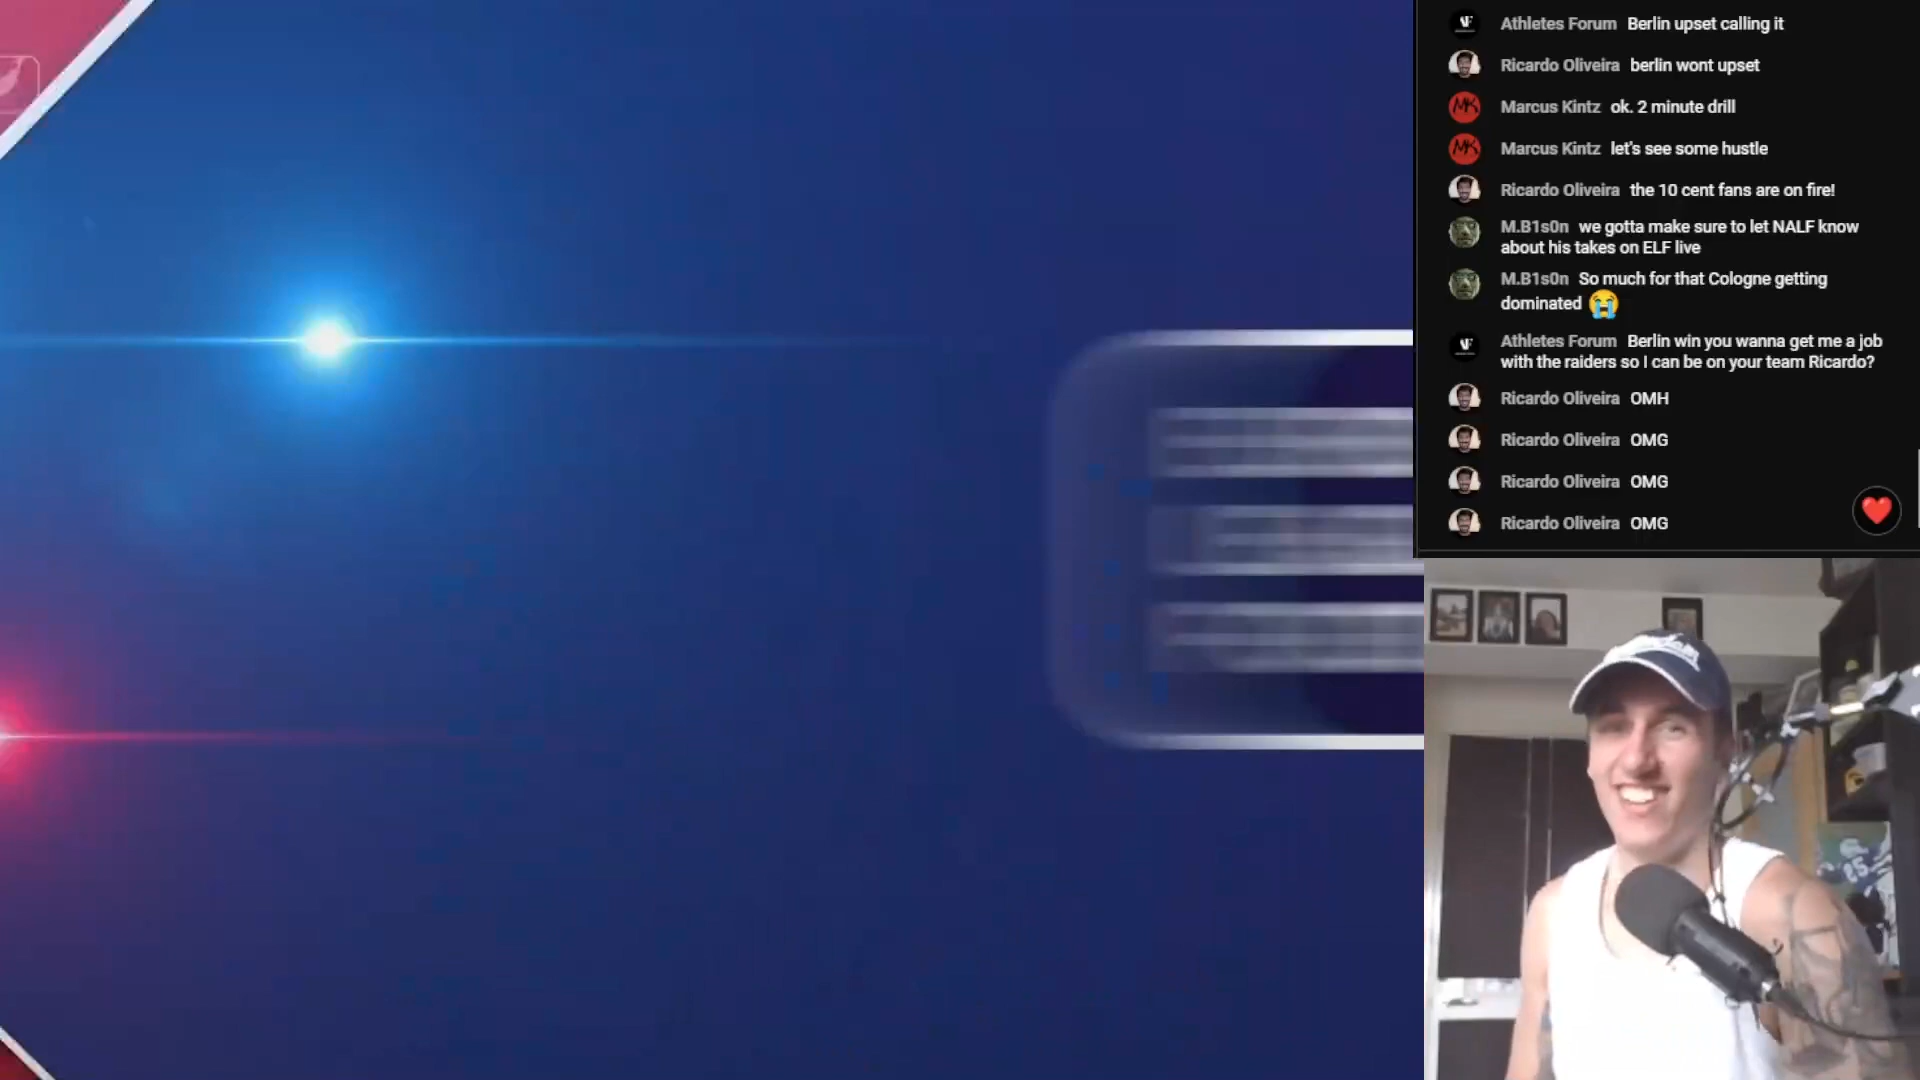 Athletes Forum Berlin upset calling it
Ricardo Oliveira berlin wont upset
Marcus Kintz ok. 2 minute drill
Marcus Kintz let's see some hustle
Ricardo Oliveira the 10 cent fans are on fire!
M.B1s0n we gotta make sure to let NALF know
about his takes on ELF live
M.B1s0n So much for that Cologne getting
dominated 😭
Athletes Forum Berlin win you wanna get me a job
with the raiders so I can be on your team Ricardo?
Ricardo Oliveira OMH
Ricardo Oliveira OMG
Ricardo Oliveira OMG
Ricardo Oliveira OMG